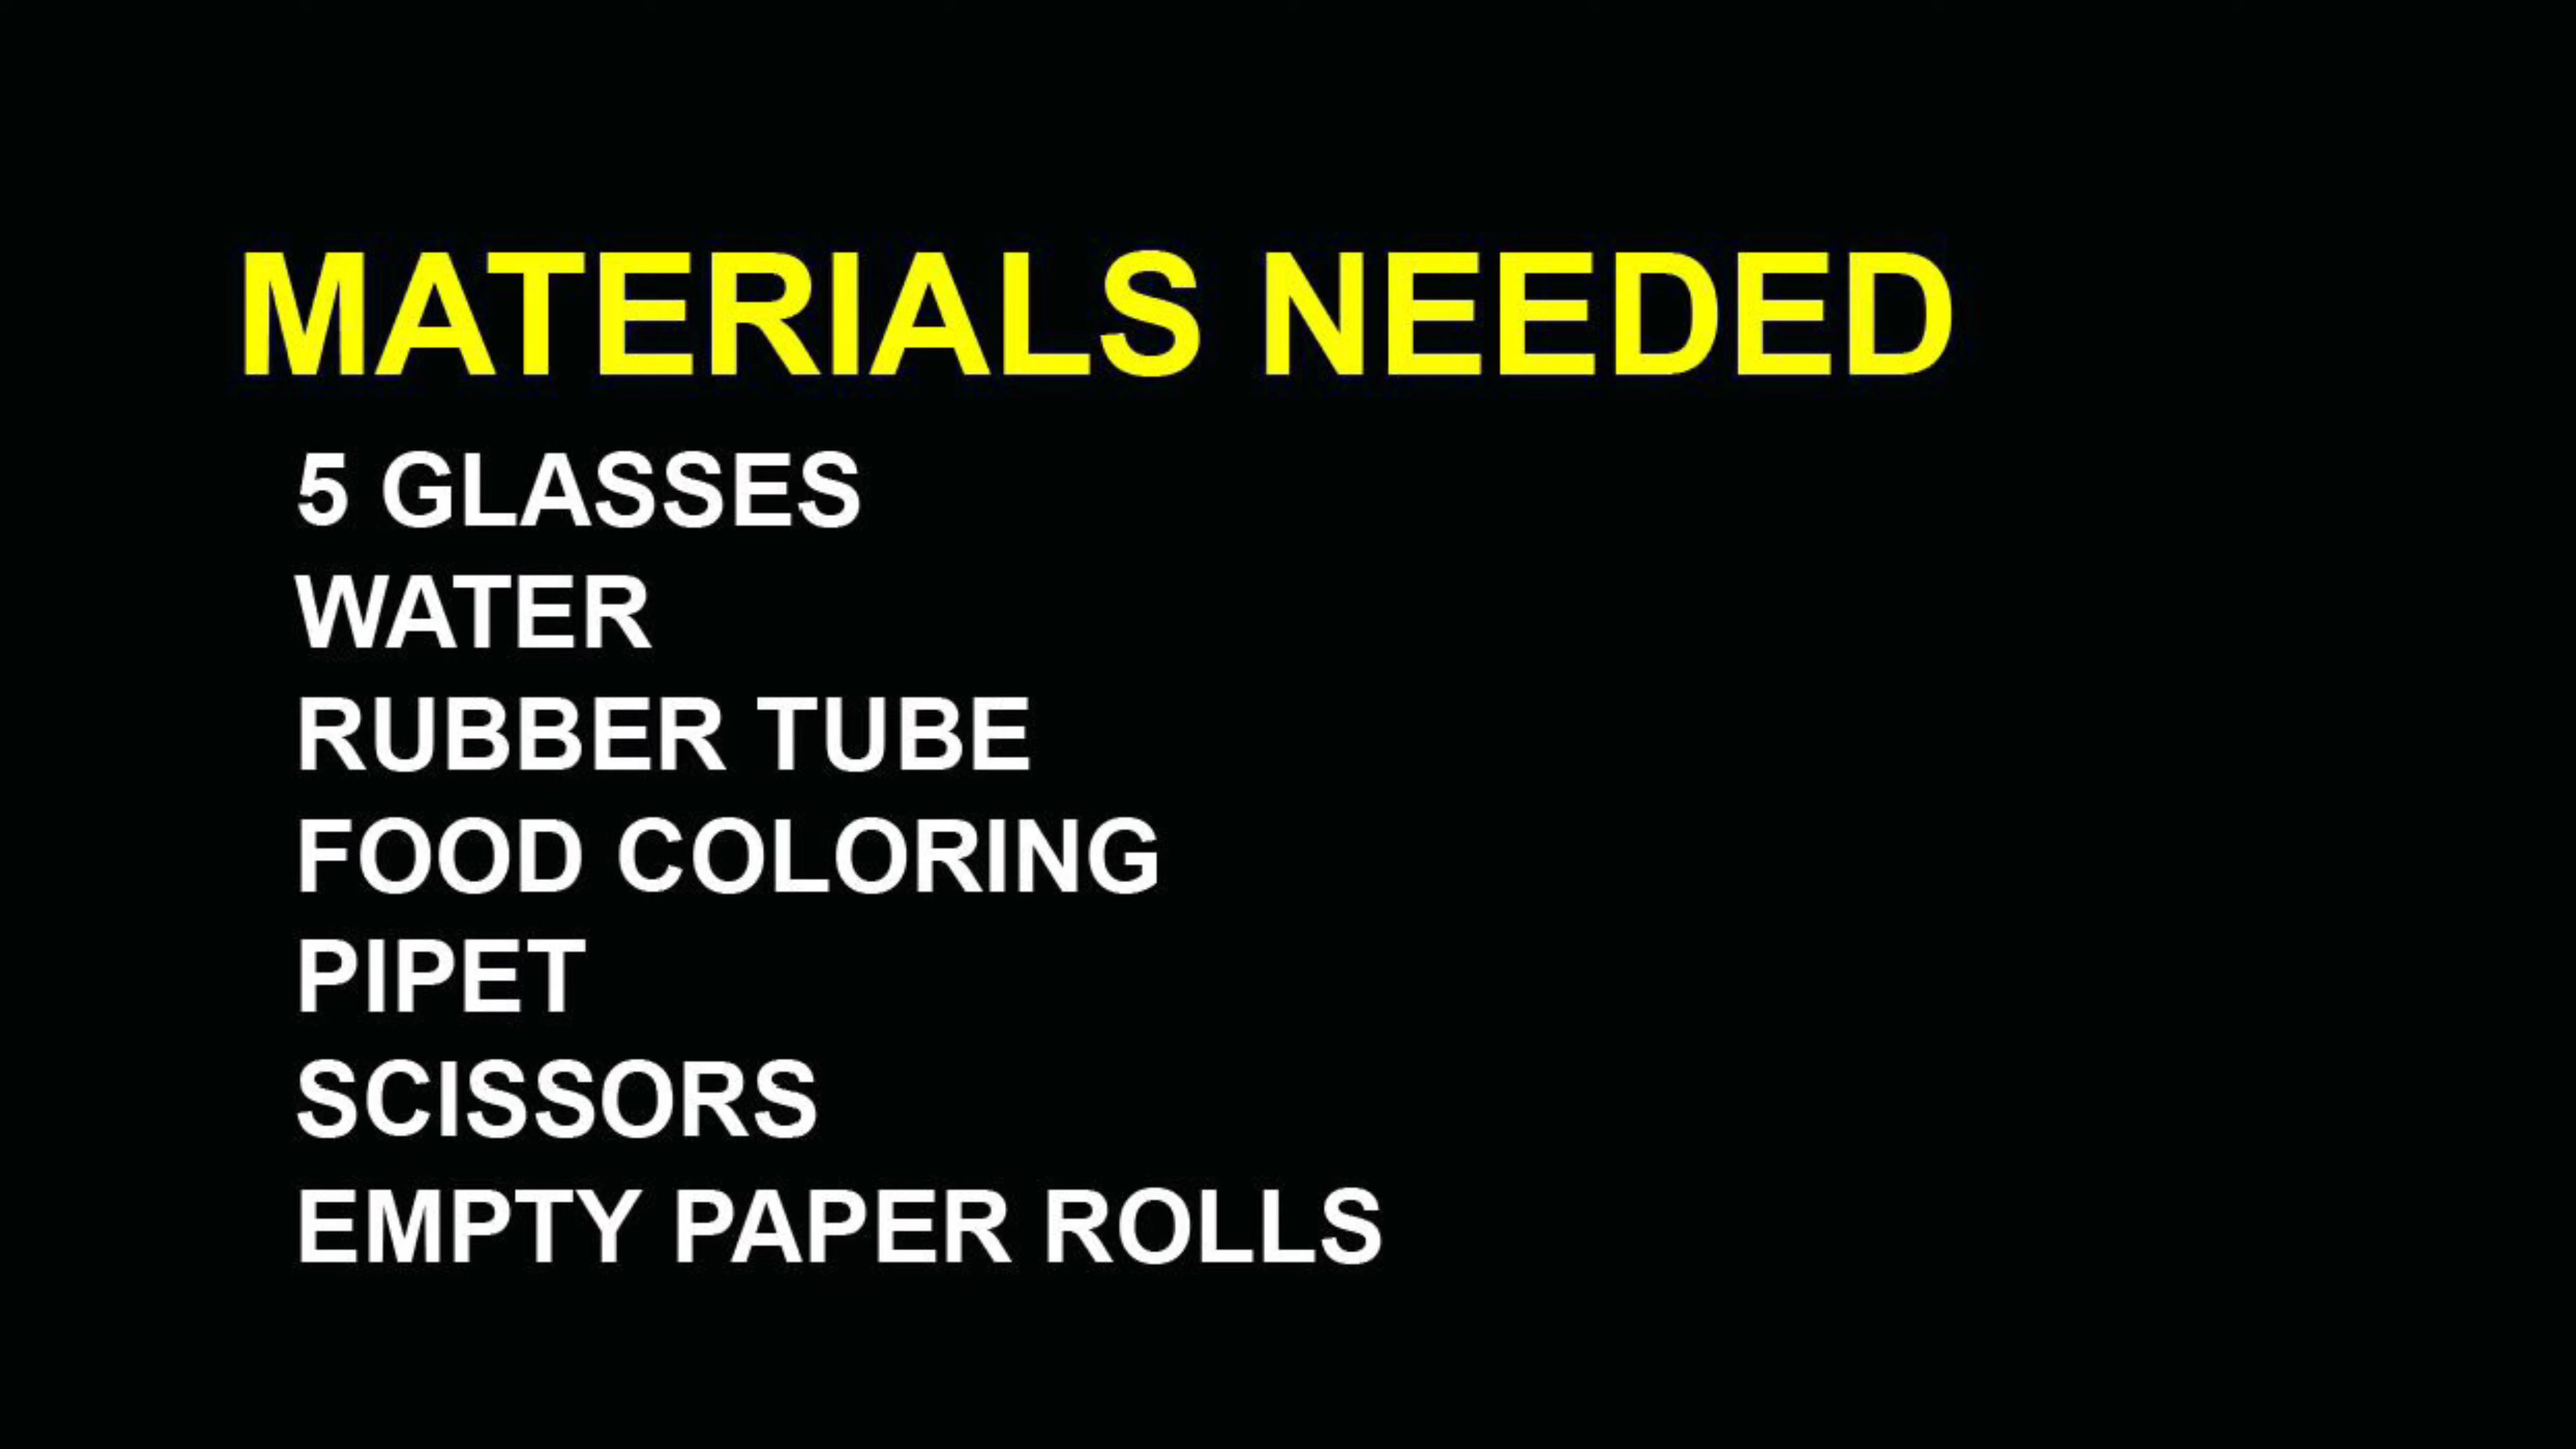 MATERIALS NEEDED
5 GLASSES
WATER
RUBBER TUBE
FOOD COLORING
PIPET
SCISSORS
EMPTY PAPER ROLLS